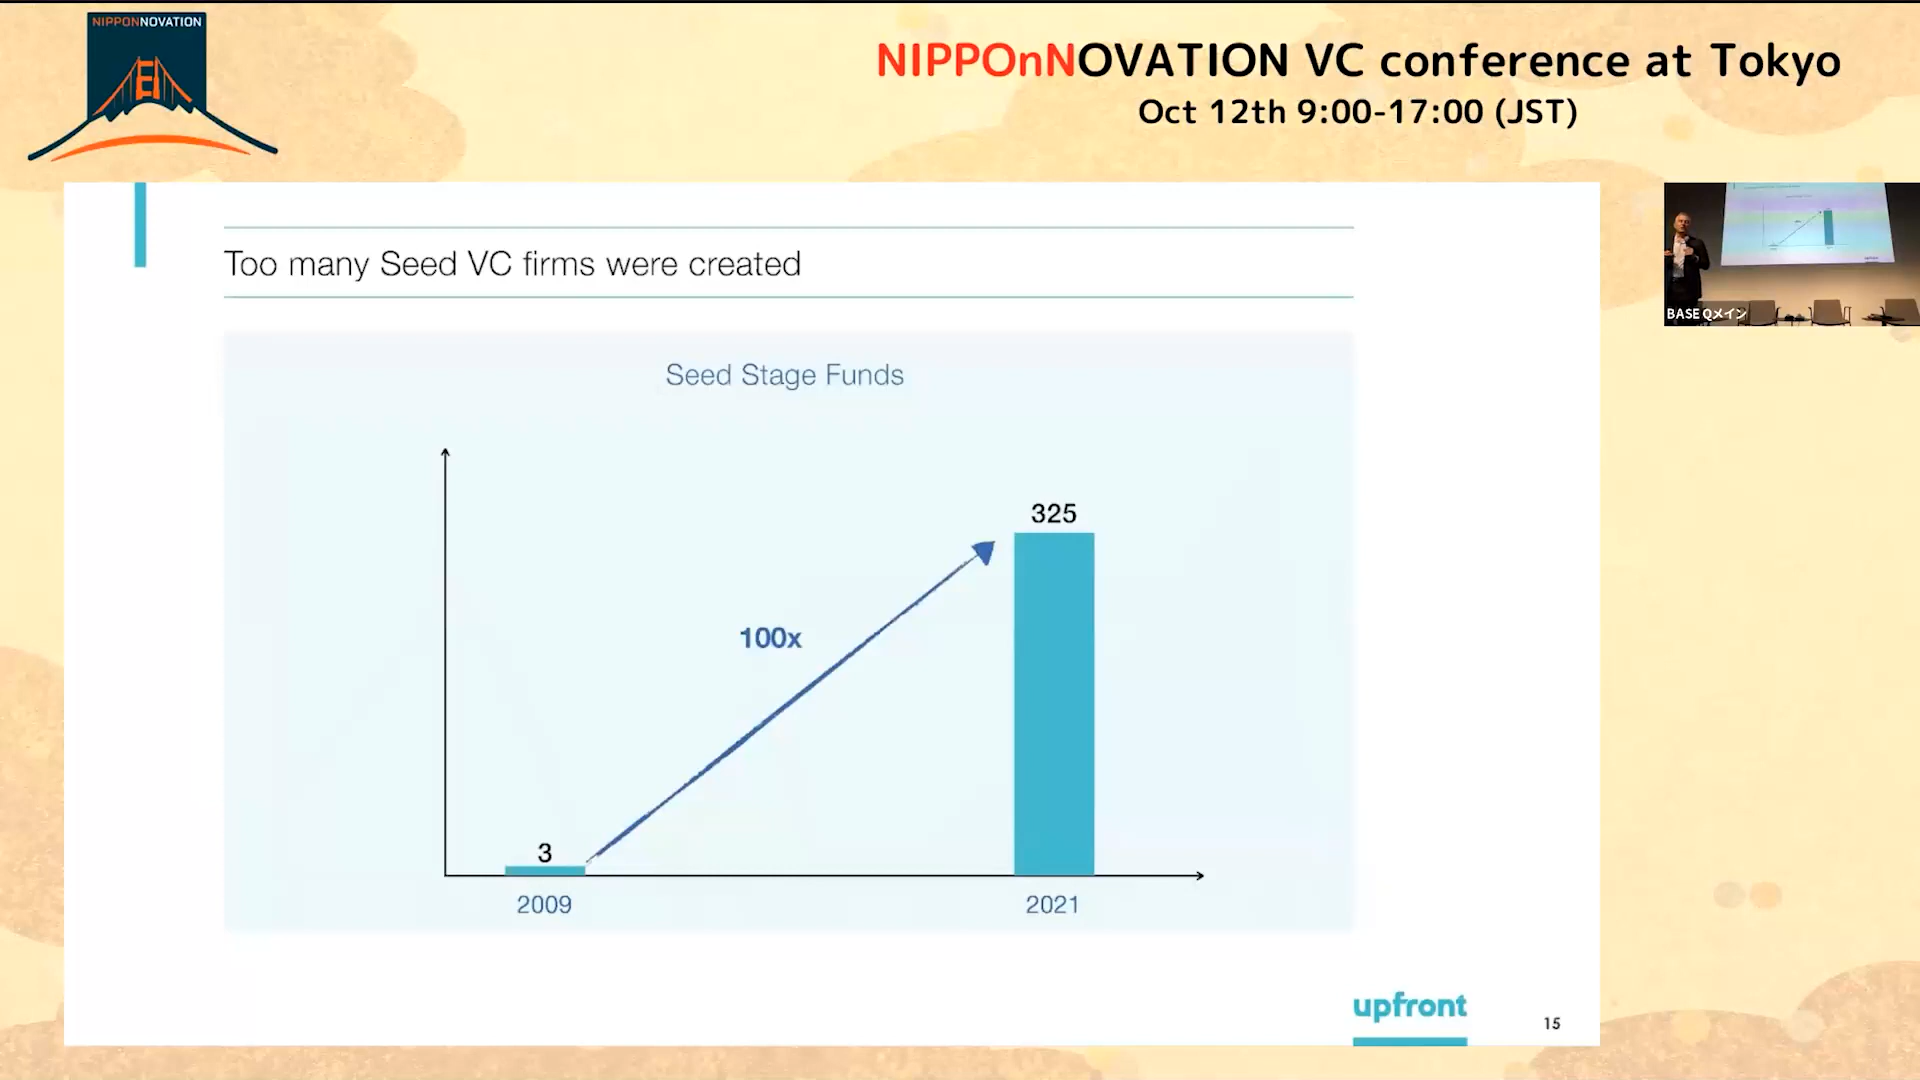 NIPPONNOVATION
NIPPOnNOVATION VC conference at Tokyo
Oct 12th 9:00-17:00 (JST)
Too many Seed VC firms were created
Seed Stage Funds
325
100x
3
2009
2021
upfront
15
BASE Qメイン